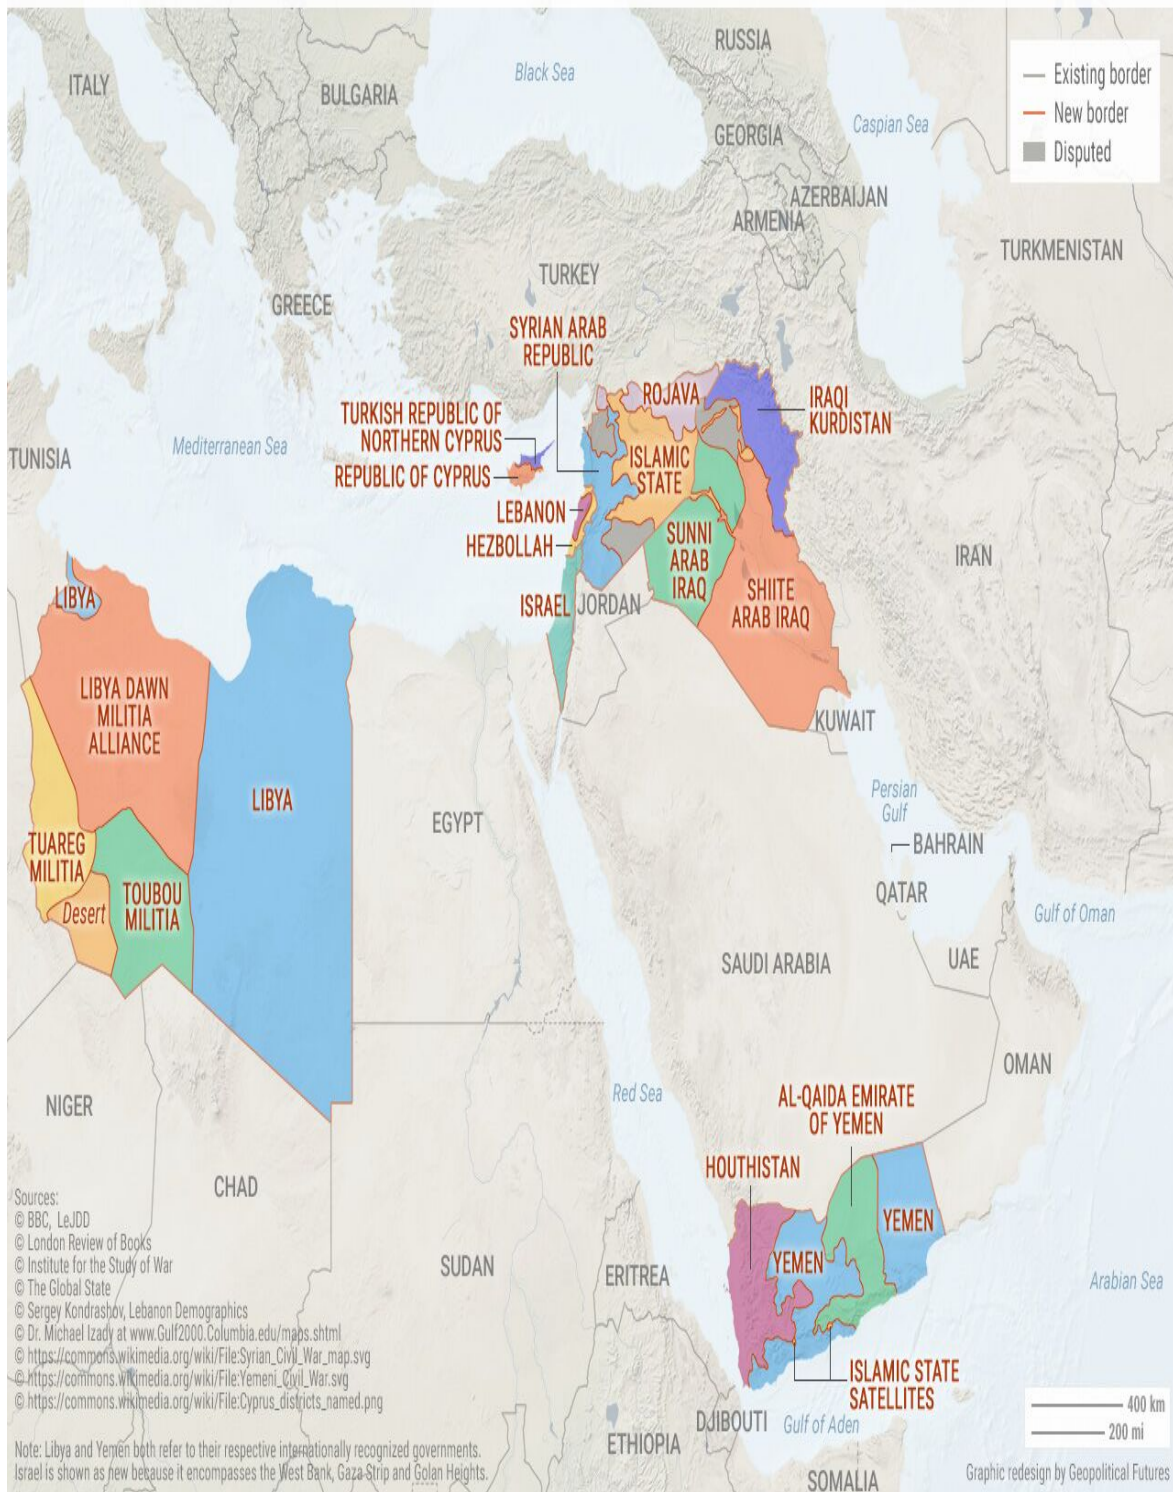 RUSSIA
Black Sea
ITALY
BULGARIA
Existing border
New border
Disputed
GEORGIA
Caspian Sea
AZERBAIJAN
ARMENIA
TURKMENISTAN
TURKEY
GREECE
SYRIAN ARAB
REPUBLIC
ROJAVA
IRAQI
KURDISTAN
TURKISH REPUBLIC OF
NORTHERN CYPRUS
REPUBLIC OF CYPRUS
Mediterranean Sea
TUNISIA
ISLAMIC
STATE
LEBANON
HEZBOLLAH
SUNNI
ARAB
IRAQ
IRAN
SHIITE
ARAB IRAQ
ISRAEL
JORDAN
LIBYA
LIBYA DAWN
MILITIA
ALLIANCE
KUWAIT
LIBYA
Persian
Gulf
EGYPT
BAHRAIN
TUAREG
MILITIA
QATAR
Desert
TOUBOU
MILITIA
Gulf of Oman
SAUDI ARABIA
UAE
OMAN
NIGER
Red Sea
AL-QAIDA EMIRATE
OF YEMEN
HOUTHISTAN
CHAD
YEMEN
YEMEN
SUDAN
ERITREA
Arabian Sea
ISLAMIC STATE
SATELLITES
DJIBOUTI
Gulf of Aden
ETHIOPIA
SOMALIA
Sources:
© BBC, LeJDD
© London Review of Books
© Institute for the Study of War
© The Global State
© Sergey Kondrashov, Lebanon Demographics
© Dr. Michael Izady at www.Gulf2000.Columbia.edu/maps.shtml
© https://commons.wikimedia.org/wiki/File:Syrian_Civil_War_map.svg
© https://commons.wikimedia.org/wiki/File:Yemeni_Civil_War.svg
© https://commons.wikimedia.org/wiki/File:Cyprus_districts_named.png
Note: Libya and Yemen both refer to their respective internationally recognized governments.
Israel is shown as new because it encompasses the West Bank, Gaza Strip and Golan Heights.
400 km
200 mi
Graphic redesign by Geopolitical Futures